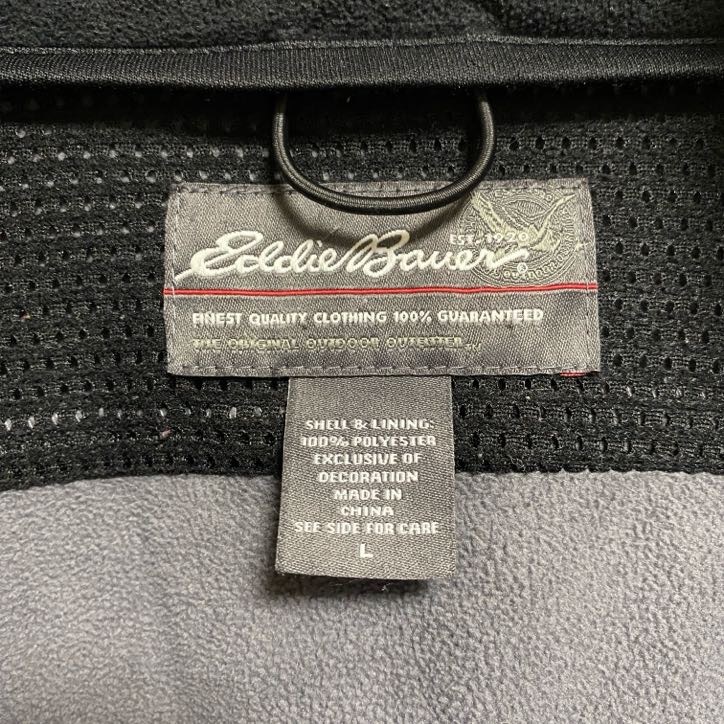 EST. 1920
Eddie Bauer®
FINEST QUALITY CLOTHING 100% GUARANTEED
THE ORIGINAL OUTDOOR OUTFITTER
SHELL & LINING:
100% POLYESTER
EXCLUSIVE OF
DECORATION
MADE IN
CHINA
SEE SIDE FOR CARE
L